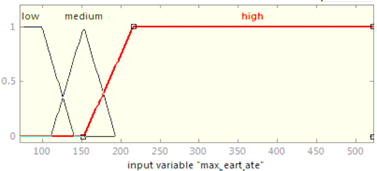 low medium high
1
0.5
0
100 150 200 250 300 350 400 450 500
input variable "max_eart_ate"